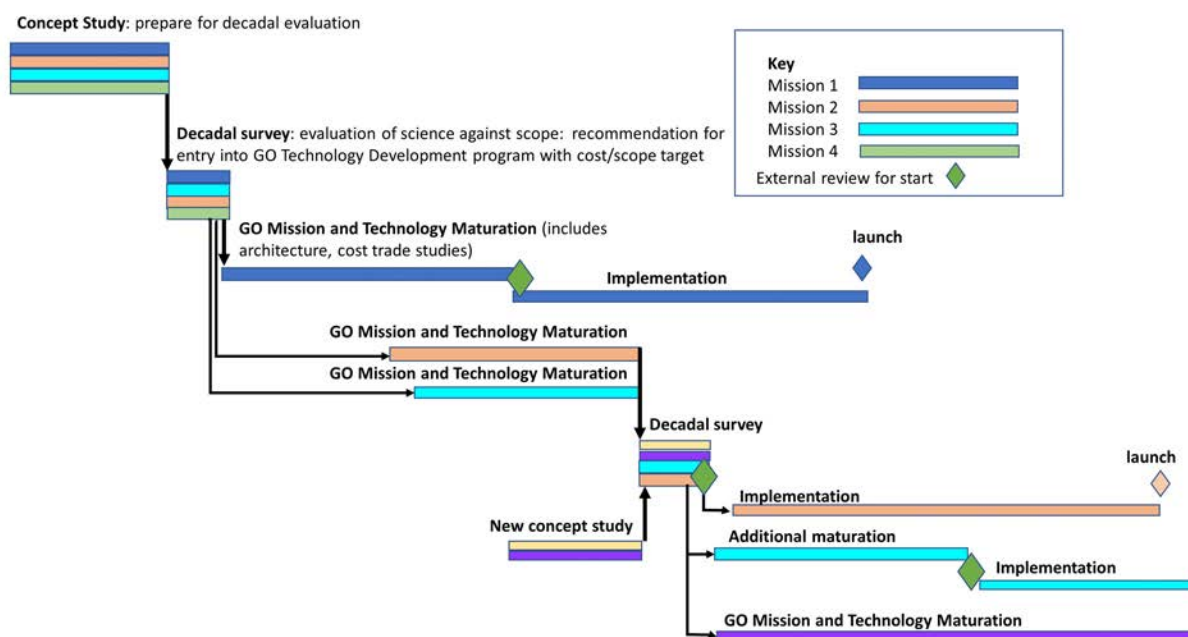 Concept Study: prepare for decadal evaluation
Key
Mission 1
Mission 2
Mission 3
Mission 4
External review for start
Decadal survey: evaluation of science against scope: recommendation for
entry into GO Technology Development program with cost/scope target
GO Mission and Technology Maturation (includes
architecture, cost trade studies)
launch
Implementation
GO Mission and Technology Maturation
GO Mission and Technology Maturation
Decadal survey
launch
Implementation
New concept study
Additional maturation
Implementation
GO Mission and Technology Maturation